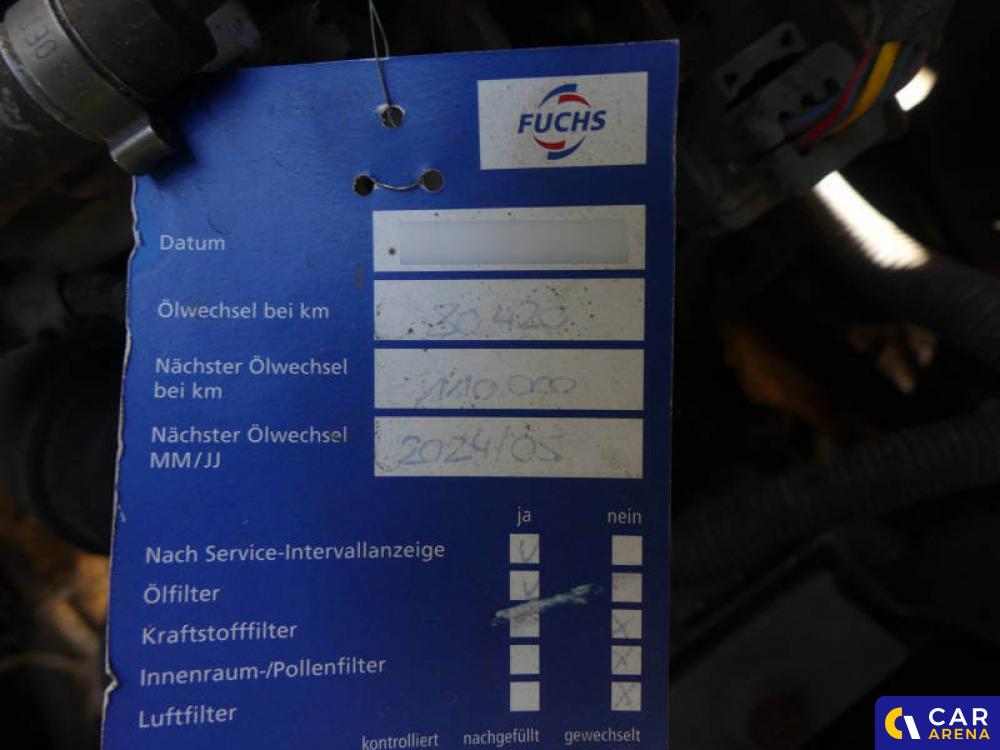 FUCHS
Datum
Ölwechsel bei km 80.420
Nächster Ölwechsel
bei km 110.000
Nächster Ölwechsel
MM/JJ 2024/05
ja nein
Nach Service-Intervallanzeige V
Ölfilter V
Kraftstofffilter X
Innenraum-/Pollenfilter X
Luftfilter X
kontrolliert nachgefüllt gewechselt
CAR
ARENA